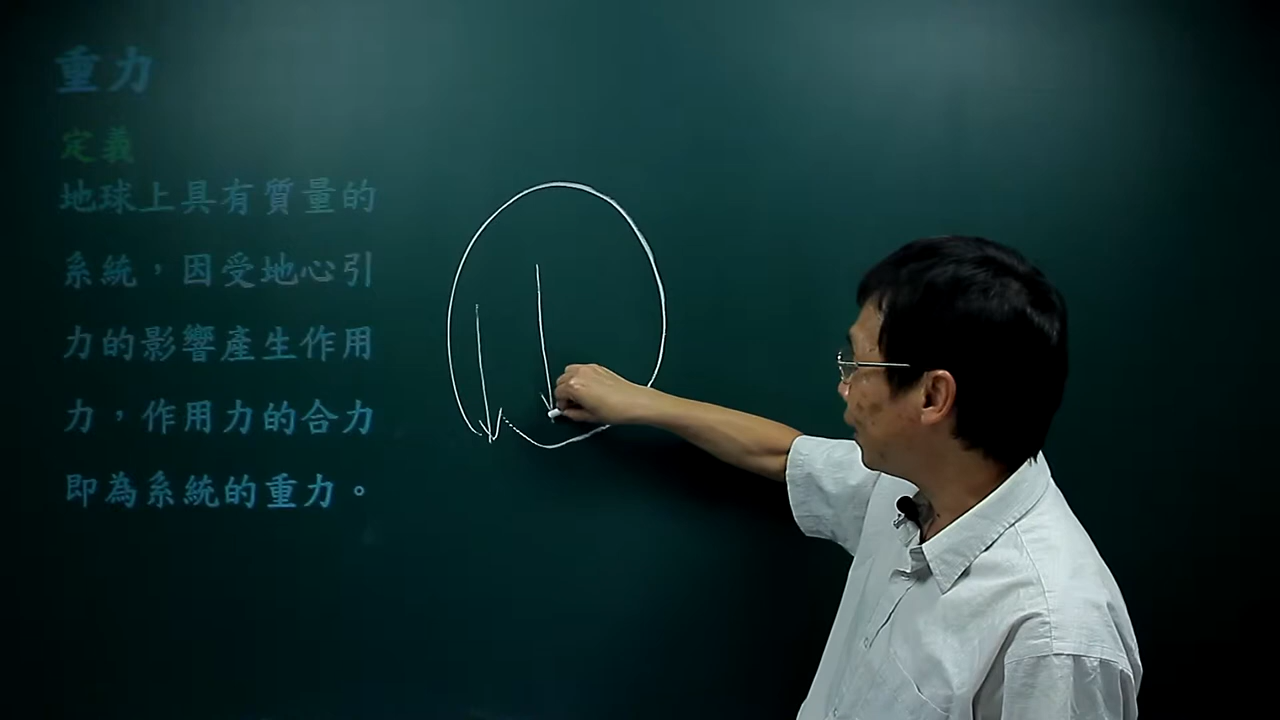 重力
定義
地球上具有質量的
系統，因受地心引
力的影響產生作用
力，作用力的合力
即為系統的重力。